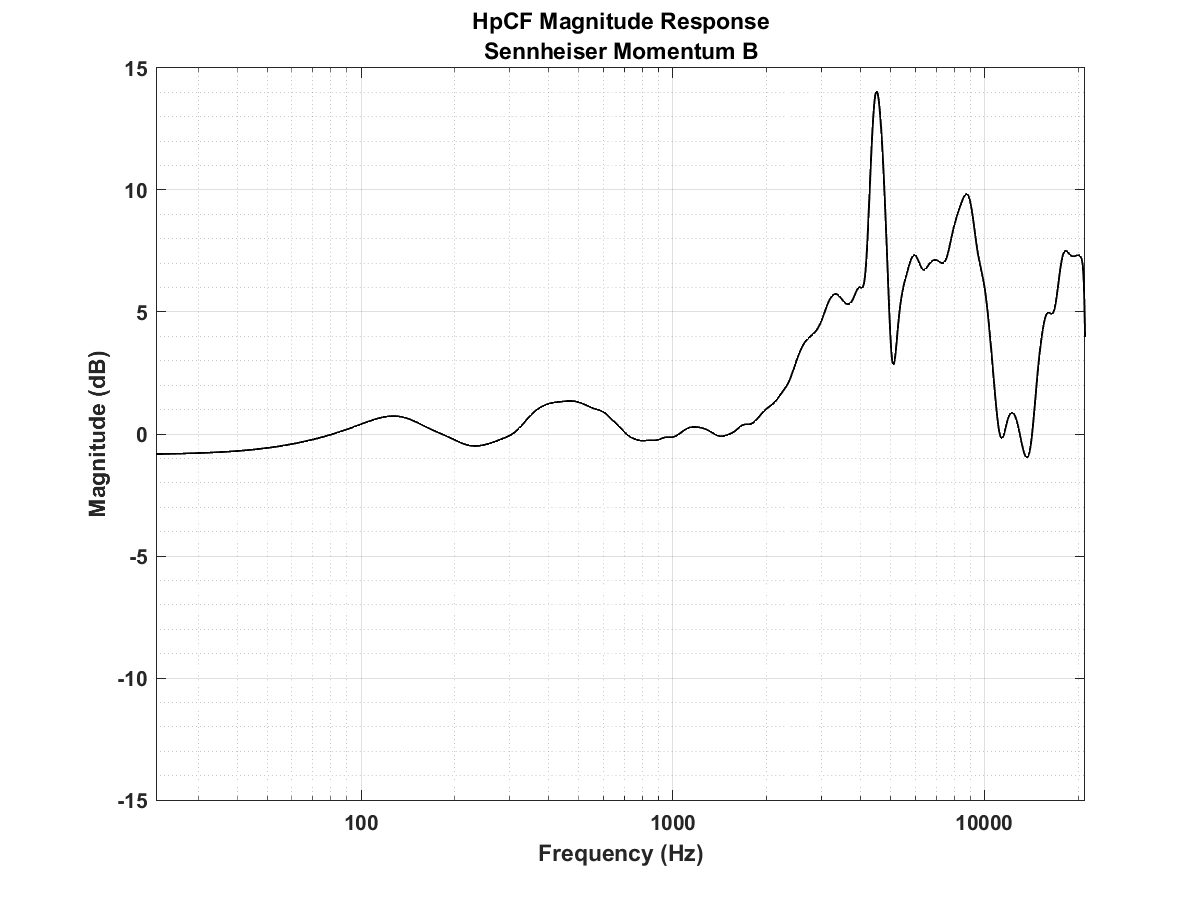 HpCF Magnitude Response
Sennheiser Momentum B
15
10
5
0
-5
-10
-15
Magnitude (dB)
100
1000
10000
Frequency (Hz)